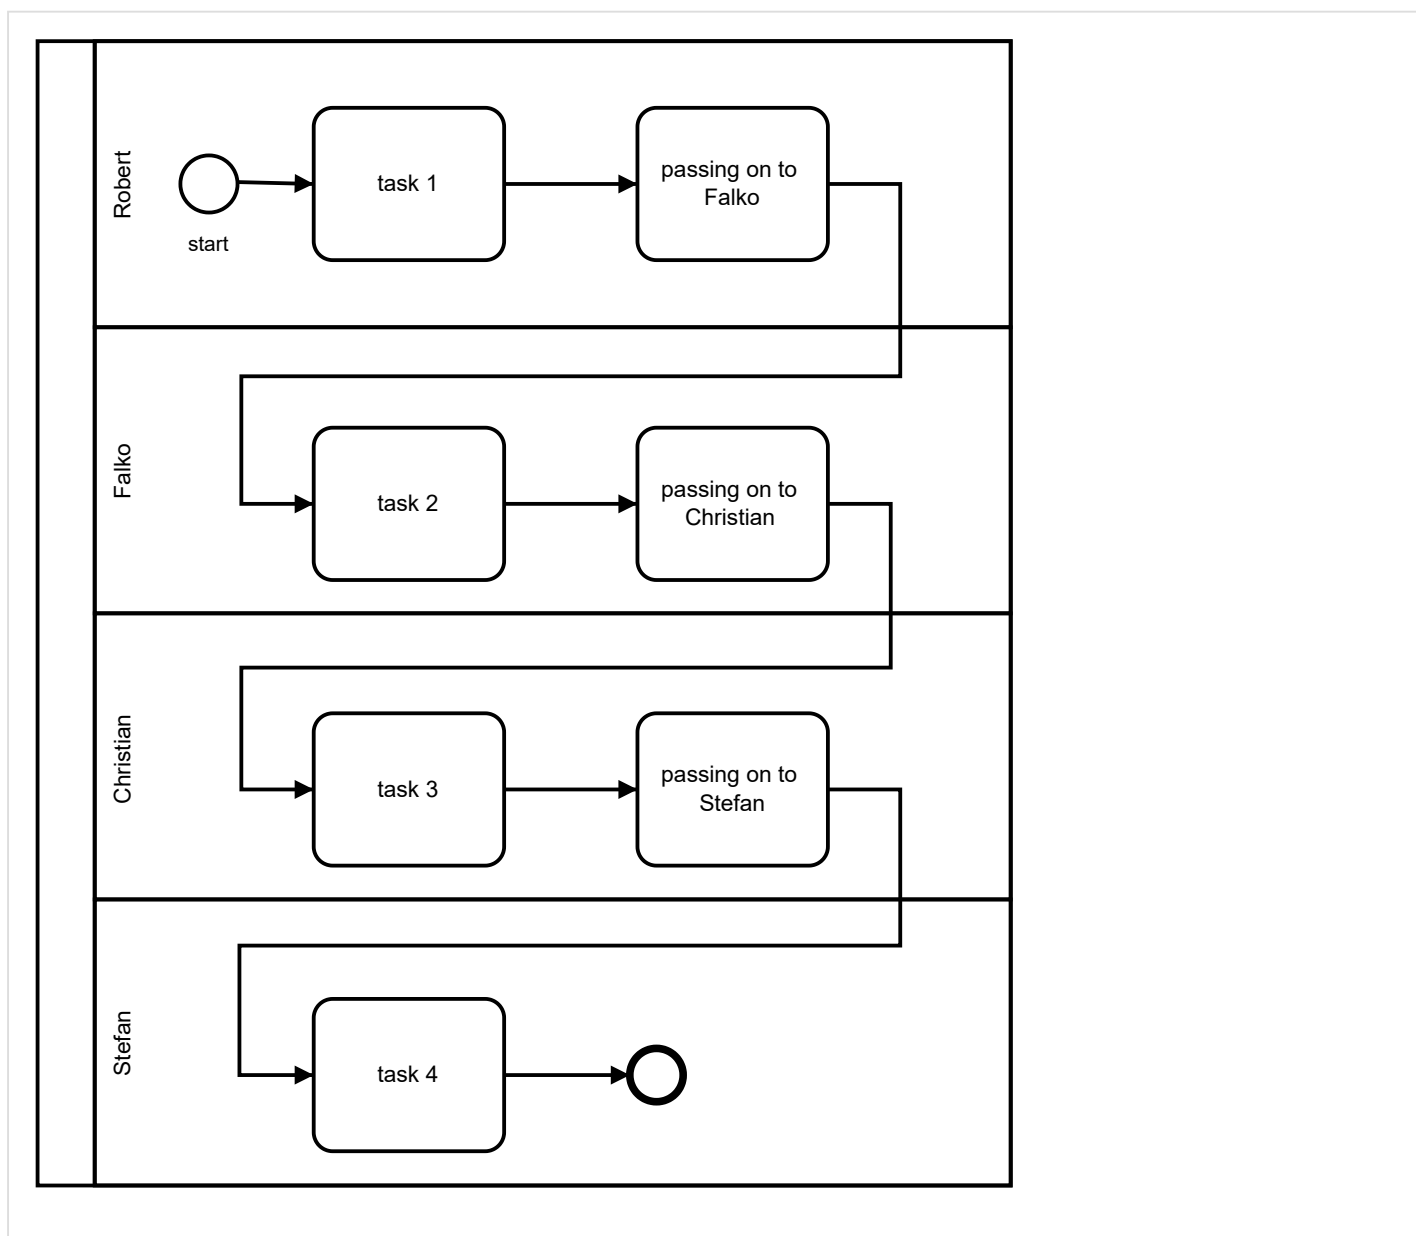 Robert
start
task 1
passing on to
Falko
Falko
task 2
passing on to
Christian
Christian
task 3
passing on to
Stefan
Stefan
task 4